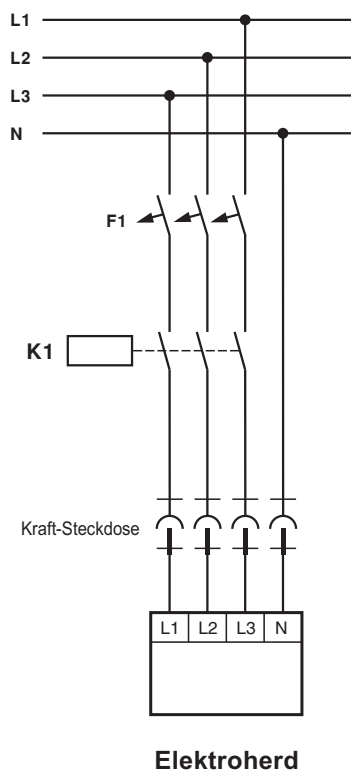 L1
L2
L3
N
F1
K1
Kraft-Steckdose
L1 L2 L3 N
Elektroherd